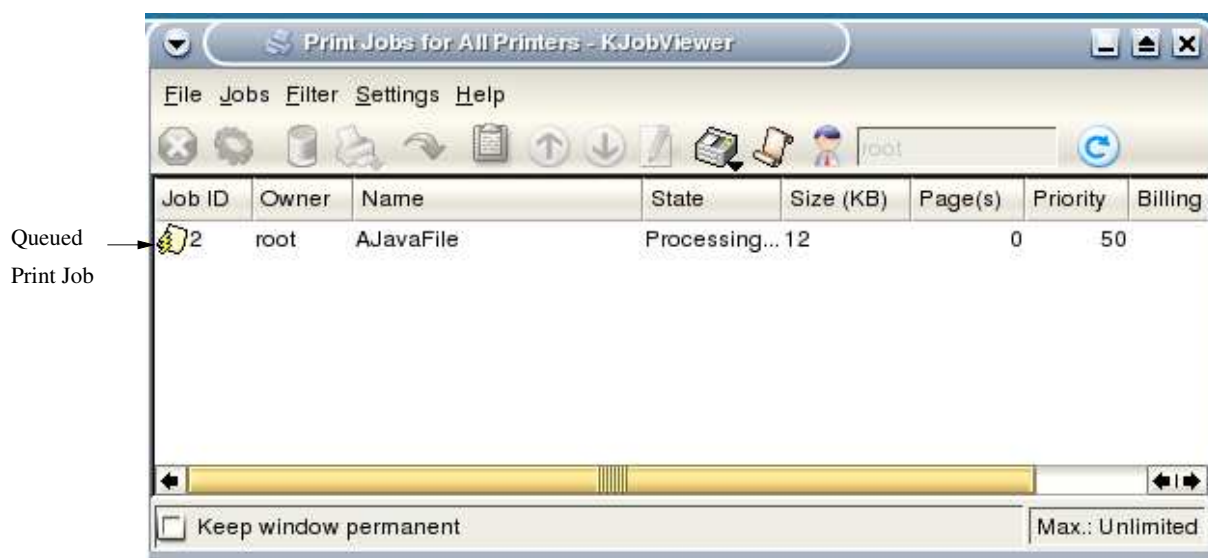 Print Jobs for All Printers - KJobViewer
File Jobs Filter Settings Help
root
Job ID Owner Name State Size (KB) Page(s) Priority Billing
2 root AJavaFile Processing... 12 0 50
Queued
Print Job
Keep window permanent Max.: Unlimited